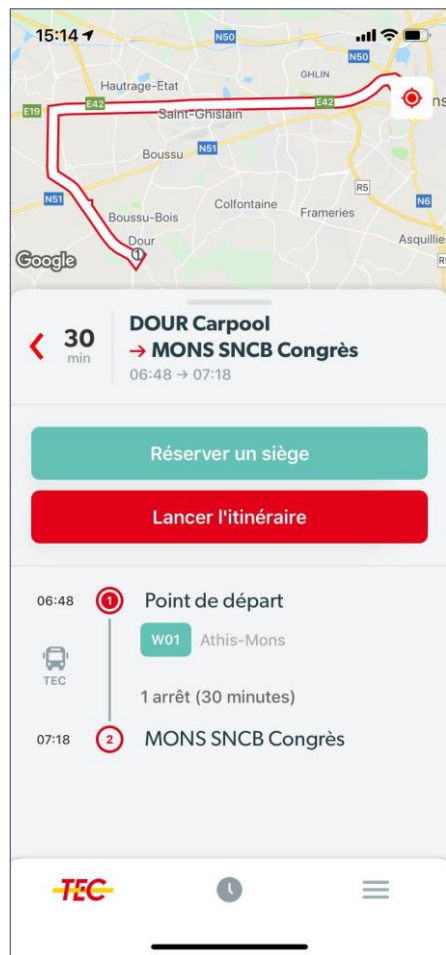 15:14
N50
N50
GHLIN
Hautrage-Etat
E19
E42
E42
Saint-Ghislain
ns
Boussu
N51
R5
N51
Colfontaine
N6
Boussu-Bois
Frameries
Dour
Asquillies
1
Google
30
min
DOUR Carpool
→ MONS SNCB Congrès
06:48 → 07:18
Réserver un siège
Lancer l'itinéraire
06:48
1
Point de départ
W01 Athis-Mons
TEC
1 arrêt (30 minutes)
07:18
2
MONS SNCB Congrès
TEC